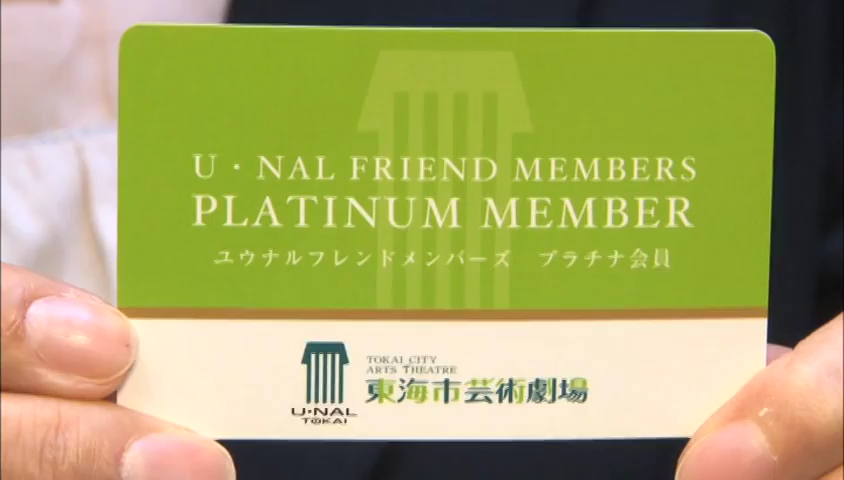 U・NAL FRIEND MEMBERS
PLATINUM MEMBER
ユウナルフレンドメンバーズ　プラチナ会員
TOKAI CITY
ARTS THEATRE
東海市芸術劇場
U・NAL
TOKAI